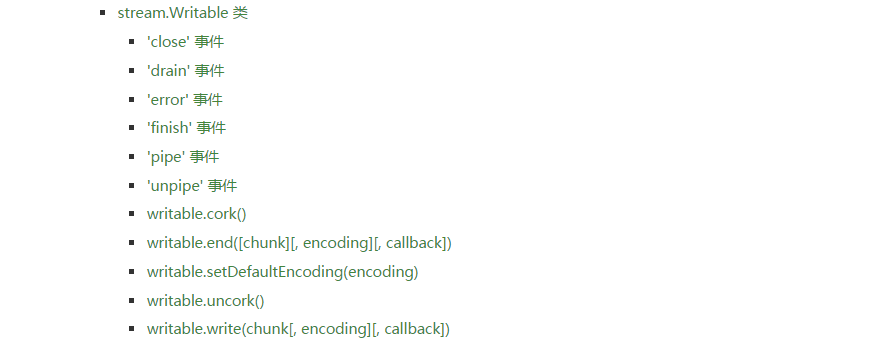 stream.Writable 类
'close' 事件
'drain' 事件
'error' 事件
'finish' 事件
'pipe' 事件
'unpipe' 事件
writable.cork()
writable.end([chunk][, encoding][, callback])
writable.setDefaultEncoding(encoding)
writable.uncork()
writable.write(chunk[, encoding][, callback])